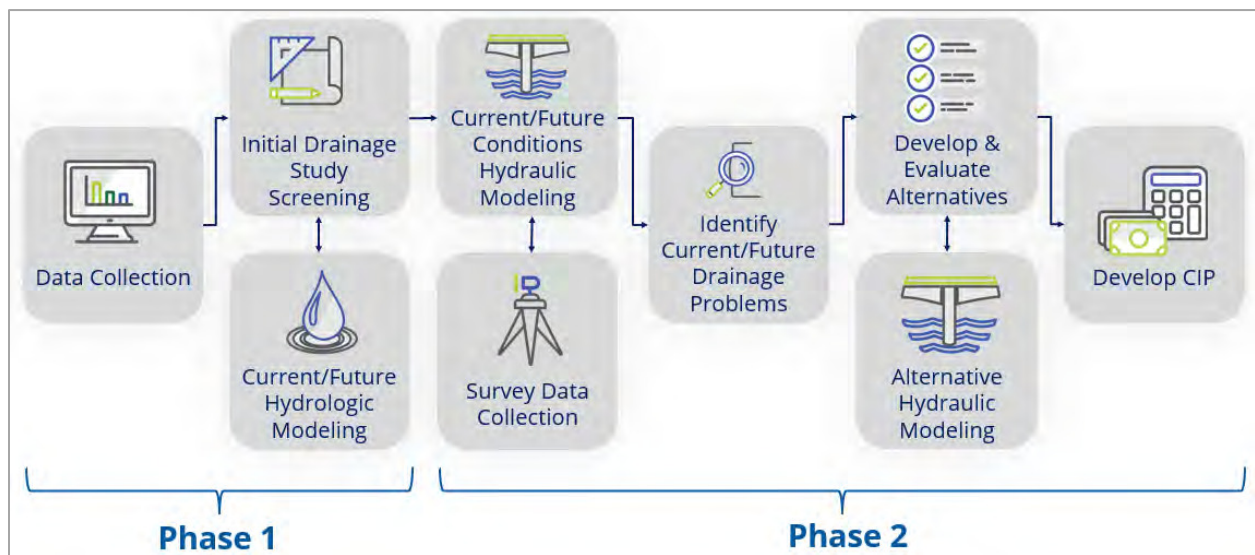 Data Collection
Initial Drainage
Study
Screening
Current/Future
Hydrologic
Modeling
Current/Future
Conditions
Hydraulic
Modeling
Survey Data
Collection
Identify
Current/Future
Drainage
Problems
Develop &
Evaluate
Alternatives
Alternative
Hydraulic
Modeling
Develop CIP
Phase 1
Phase 2